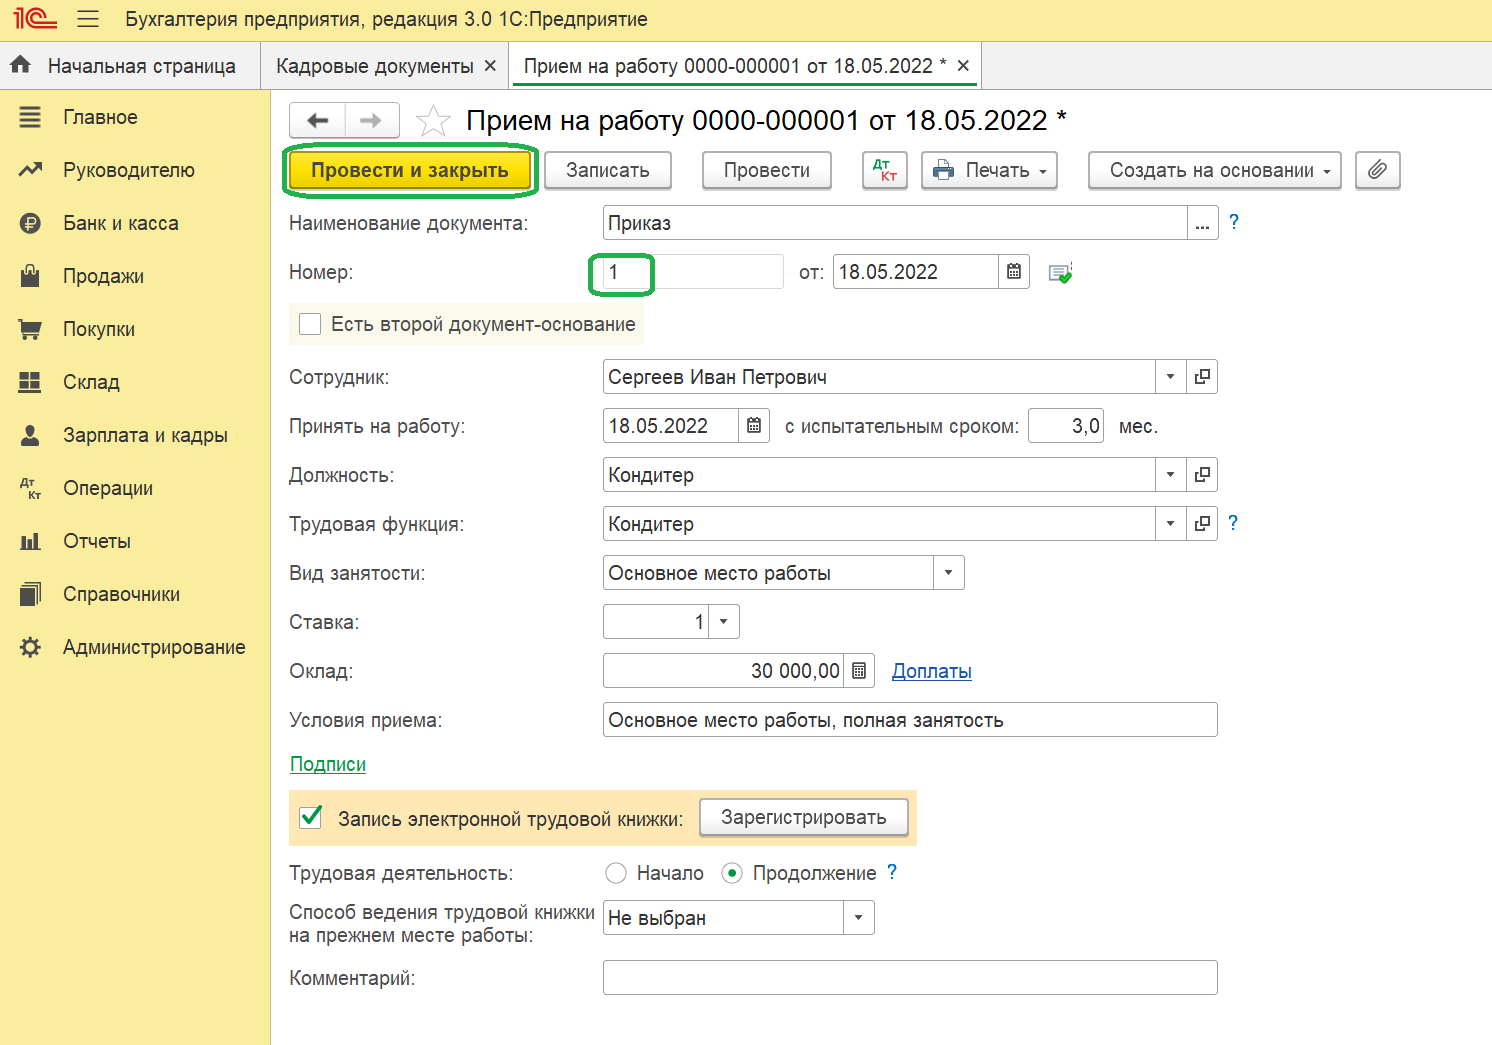 1С Бухгалтерия предприятия, редакция 3.0 1С:Предприятие
Начальная страница Кадровые документы × Прием на работу 0000-000001 от 18.05.2022 * ×
Главное
Руководителю
Банк и касса
Продажи
Покупки
Склад
Зарплата и кадры
Дт Кт Операции
Отчеты
Справочники
Администрирование
Прием на работу 0000-000001 от 18.05.2022 *
Провести и закрыть Записать Провести Дт Кт Печать Создать на основании
Наименование документа: Приказ ... ?
Номер: 1 от: 18.05.2022
Есть второй документ-основание
Сотрудник: Сергеев Иван Петрович
Принять на работу: 18.05.2022 с испытательным сроком: 3,0 мес.
Должность: Кондитер
Трудовая функция: Кондитер ?
Вид занятости: Основное место работы
Ставка: 1
Оклад: 30 000,00 Доплаты
Условия приема: Основное место работы, полная занятость
Подписи
Запись электронной трудовой книжки: Зарегистрировать
Трудовая деятельность: Начало Продолжение ?
Способ ведения трудовой книжки
на прежнем месте работы: Не выбран
Комментарий: